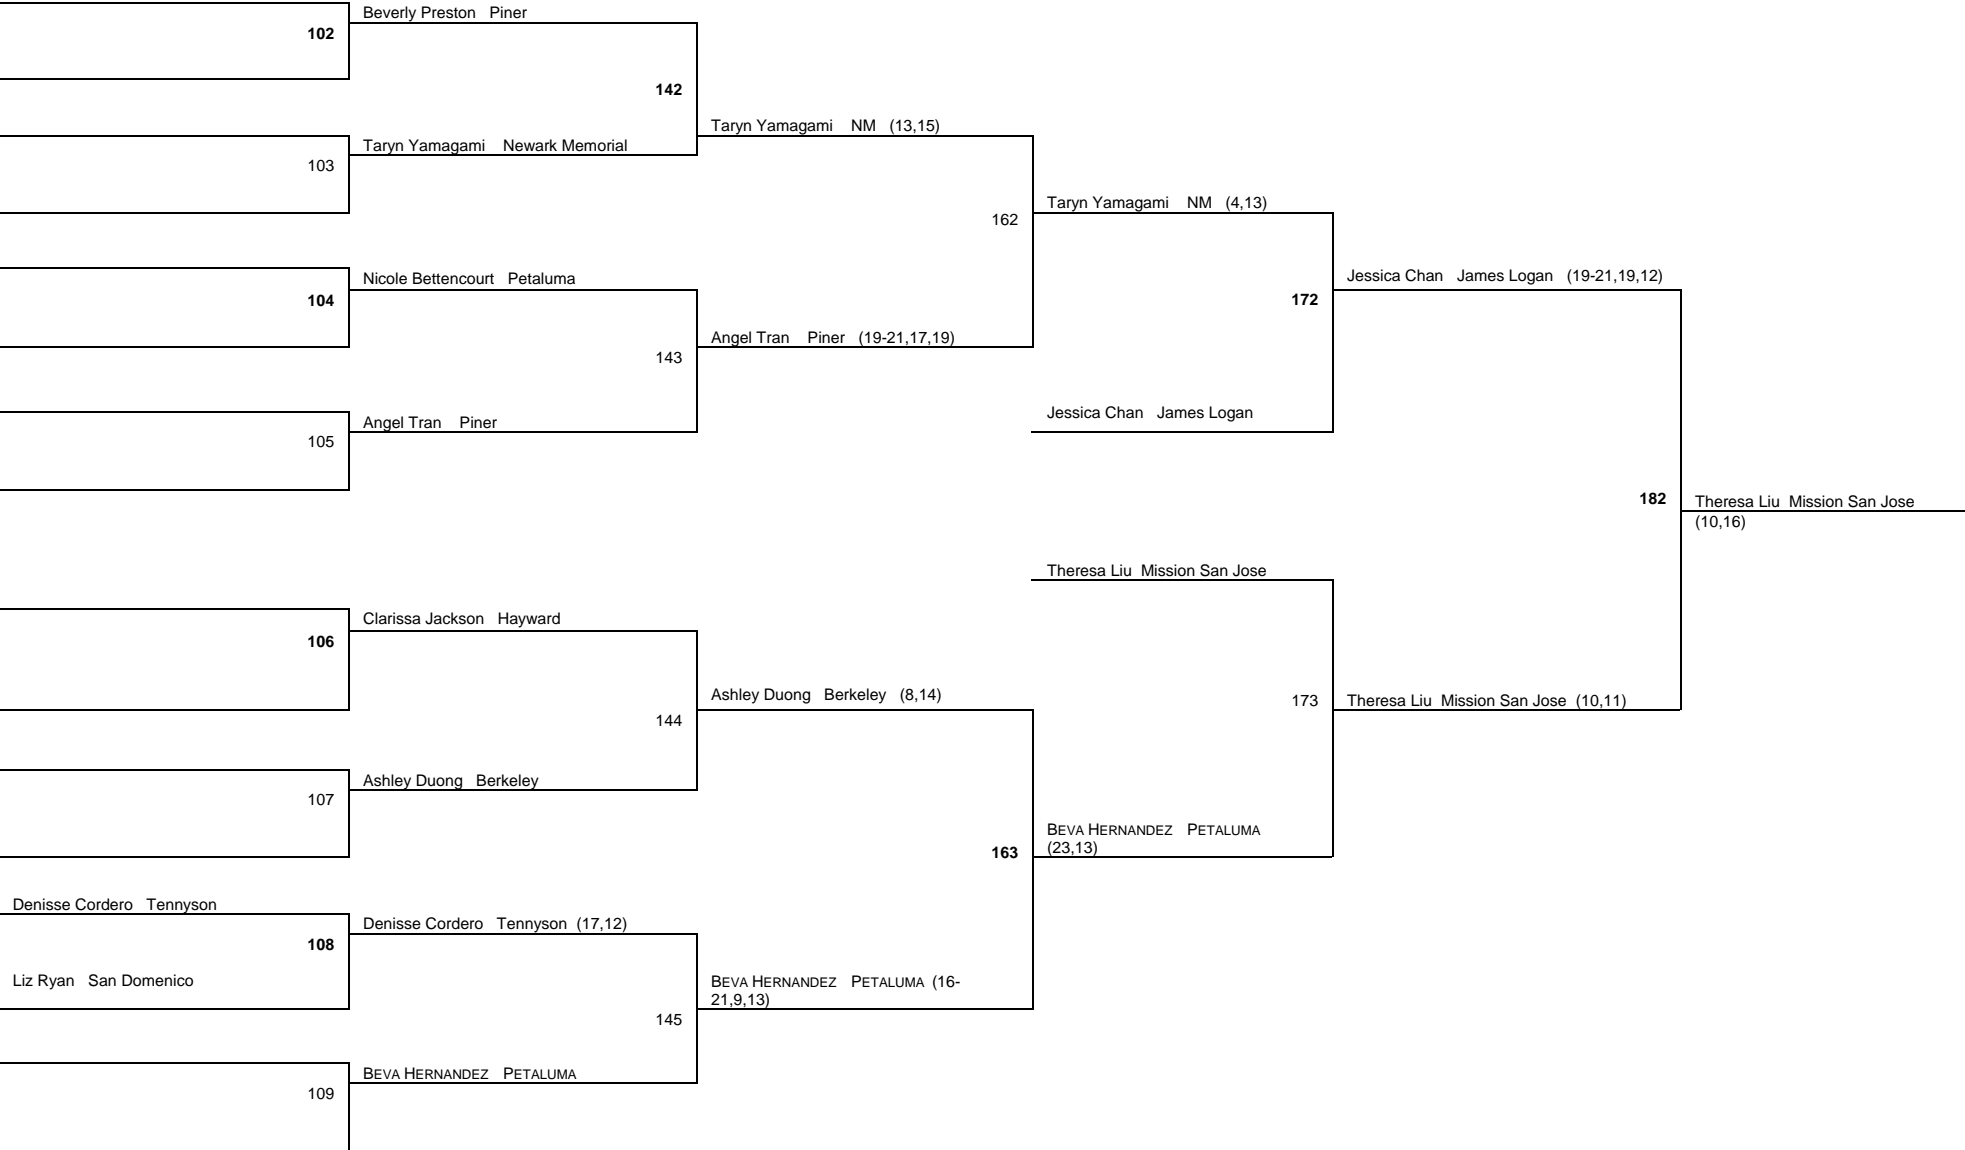 Beverly Preston Piner
102
142
Taryn Yamagami NM (13,15)
Taryn Yamagami Newark Memorial
103
Taryn Yamagami NM (4,13)
162
Nicole Bettencourt Petaluma
104
Jessica Chan James Logan (19-21,19,12)
172
Angel Tran Piner (19-21,17,19)
143
Jessica Chan James Logan
Angel Tran Piner
105
182
Theresa Liu Mission San Jose
(10,16)
Theresa Liu Mission San Jose
Clarissa Jackson Hayward
106
Ashley Duong Berkeley (8,14)
173
Theresa Liu Mission San Jose (10,11)
144
Ashley Duong Berkeley
107
BEVA HERNANDEZ PETALUMA
(23,13)
163
Denisse Cordero Tennyson
Denisse Cordero Tennyson (17,12)
108
Liz Ryan San Domenico
BEVA HERNANDEZ PETALUMA (16-
21,9,13)
145
BEVA HERNANDEZ PETALUMA
109